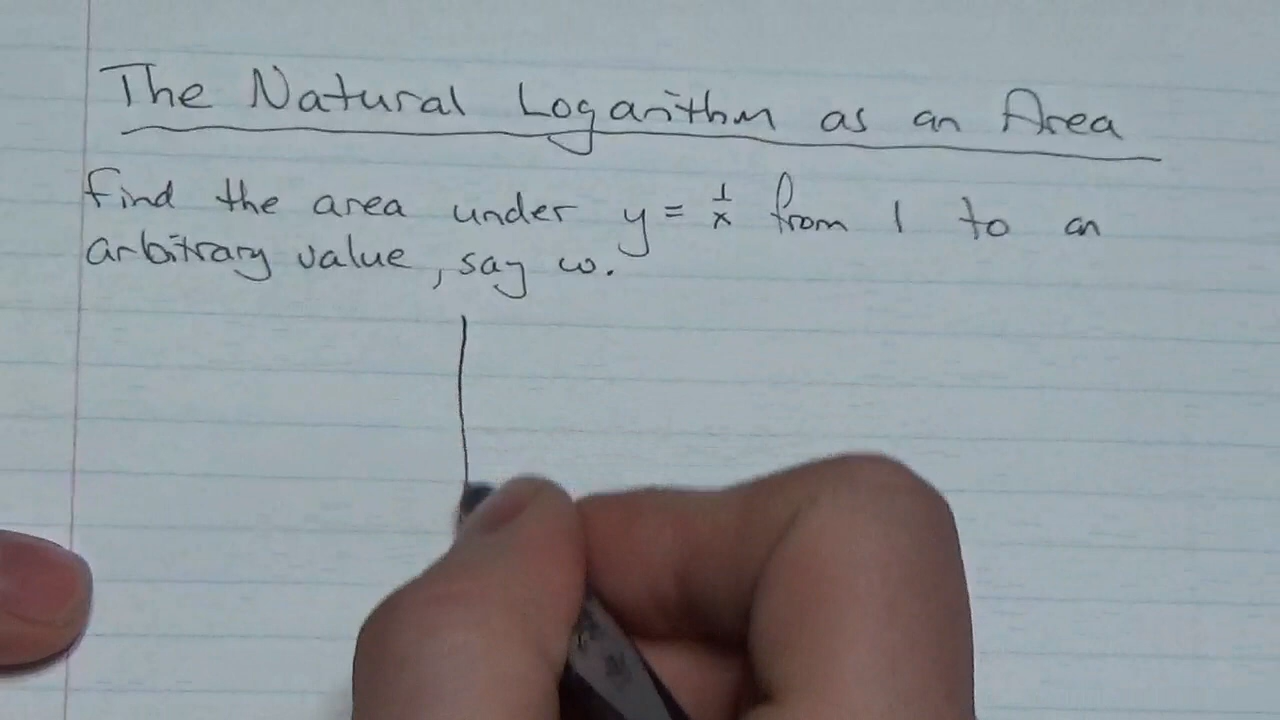 The Natural Logarithm as an Area
Find the area under y = 1/x from 1 to an
arbitrary value, say w.